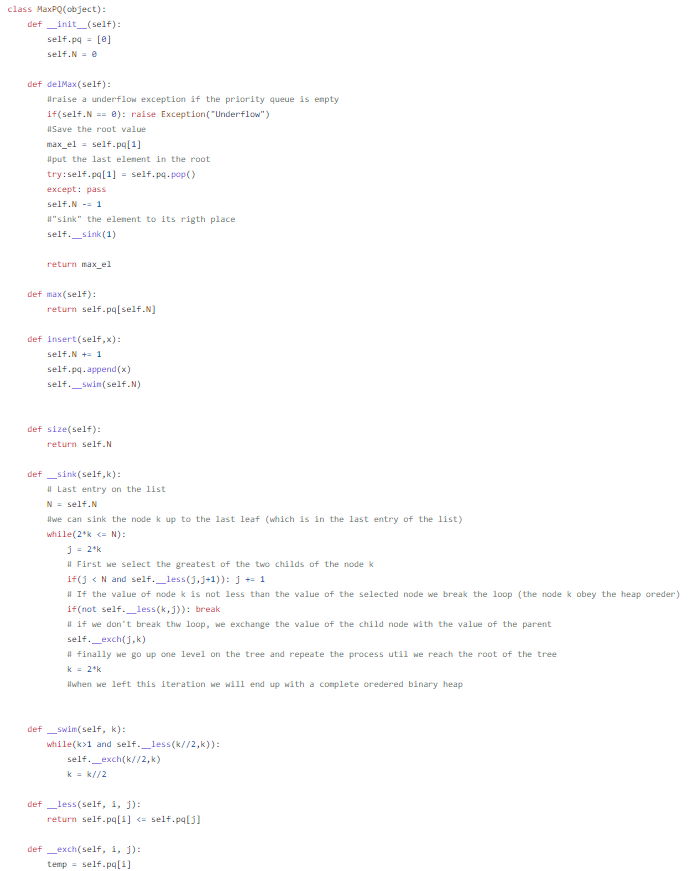 class MaxPQ(object):
    def __init__(self):
        self.pq = [0]
        self.N = 0

    def delMax(self):
        #raise a underflow exception if the priority queue is empty
        if(self.N == 0): raise Exception("Underflow")
        #Save the root value
        max_el = self.pq[1]
        #put the last element in the root
        try:self.pq[1] = self.pq.pop()
        except: pass
        self.N -= 1
        #"sink" the element to its rigth place
        self.__sink(1)

        return max_el

    def max(self):
        return self.pq[self.N]

    def insert(self,x):
        self.N += 1
        self.pq.append(x)
        self.__swim(self.N)


    def size(self):
        return self.N

    def __sink(self,k):
        # Last entry on the list
        N = self.N
        #we can sink the node k up to the last leaf (which is in the last entry of the list)
        while(2*k <= N):
            j = 2*k
            # First we select the greatest of the two childs of the node k
            if(j < N and self.__less(j,j+1)): j += 1
            # If the value of node k is not less than the value of the selected node we break the loop (the node k obey the heap oreder)
            if(not self.__less(k,j)): break
            # if we don't break thw loop, we exchange the value of the child node with the value of the parent
            self.__exch(j,k)
            # finally we go up one level on the tree and repeate the process util we reach the root of the tree
            k = 2*k
            #when we left this iteration we will end up with a complete oredered binary heap


    def __swim(self, k):
        while(k>1 and self.__less(k//2,k)):
            self.__exch(k//2,k)
            k = k//2

    def __less(self, i, j):
        return self.pq[i] <= self.pq[j]

    def __exch(self, i, j):
        temp = self.pq[i]